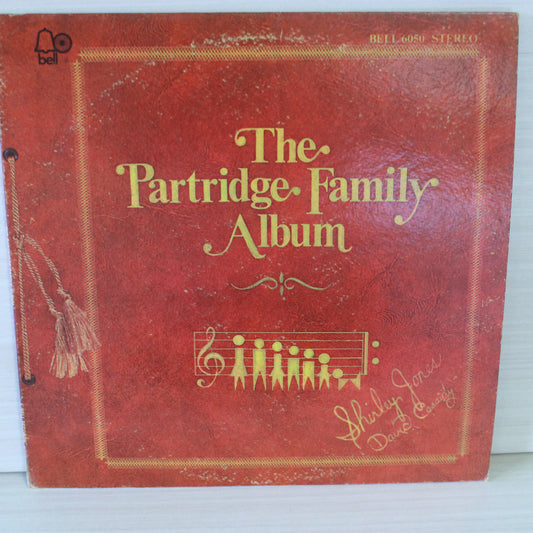 bell
BELL 6050 STEREO
The
Partridge Family
Album
Shirley Jones
David Cassidy